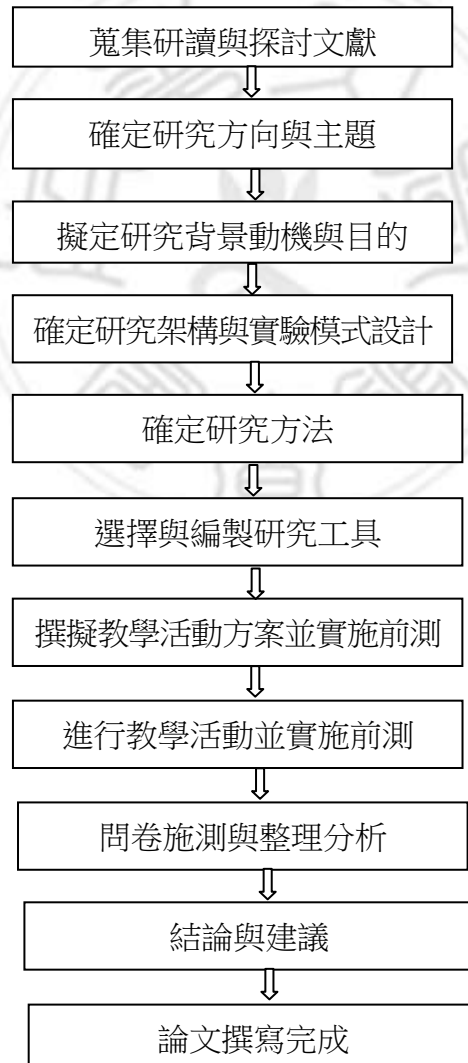 蒐集研讀與探討文獻
確定研究方向與主題
擬定研究背景動機與目的
確定研究架構與實驗模式設計
確定研究方法
選擇與編製研究工具
撰擬教學活動方案並實施前測
進行教學活動並實施前測
問卷施測與整理分析
結論與建議
論文撰寫完成